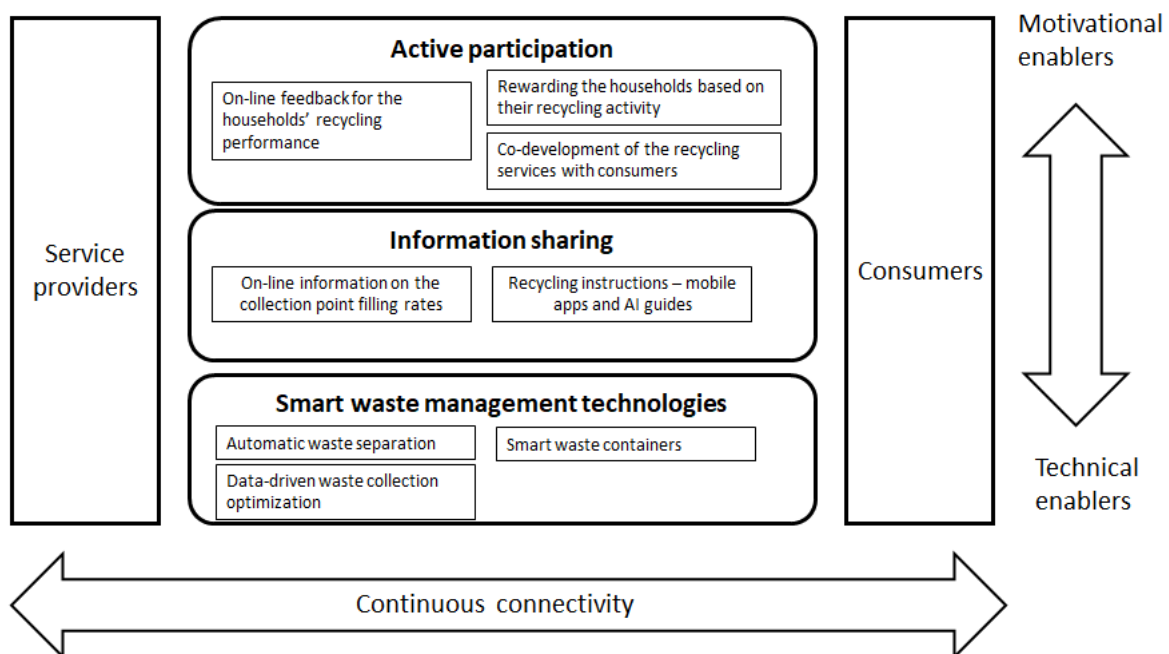 Active participation
On-line feedback for the
households' recycling
performance
Rewarding the households based on
their recycling activity
Co-development of the recycling
services with consumers
Information sharing
On-line information on the
collection point filling rates
Recycling instructions – mobile
apps and AI guides
Smart waste management technologies
Automatic waste separation
Smart waste containers
Data-driven waste collection
optimization
Service
providers
Consumers
Motivational
enablers
Technical
enablers
Continuous connectivity